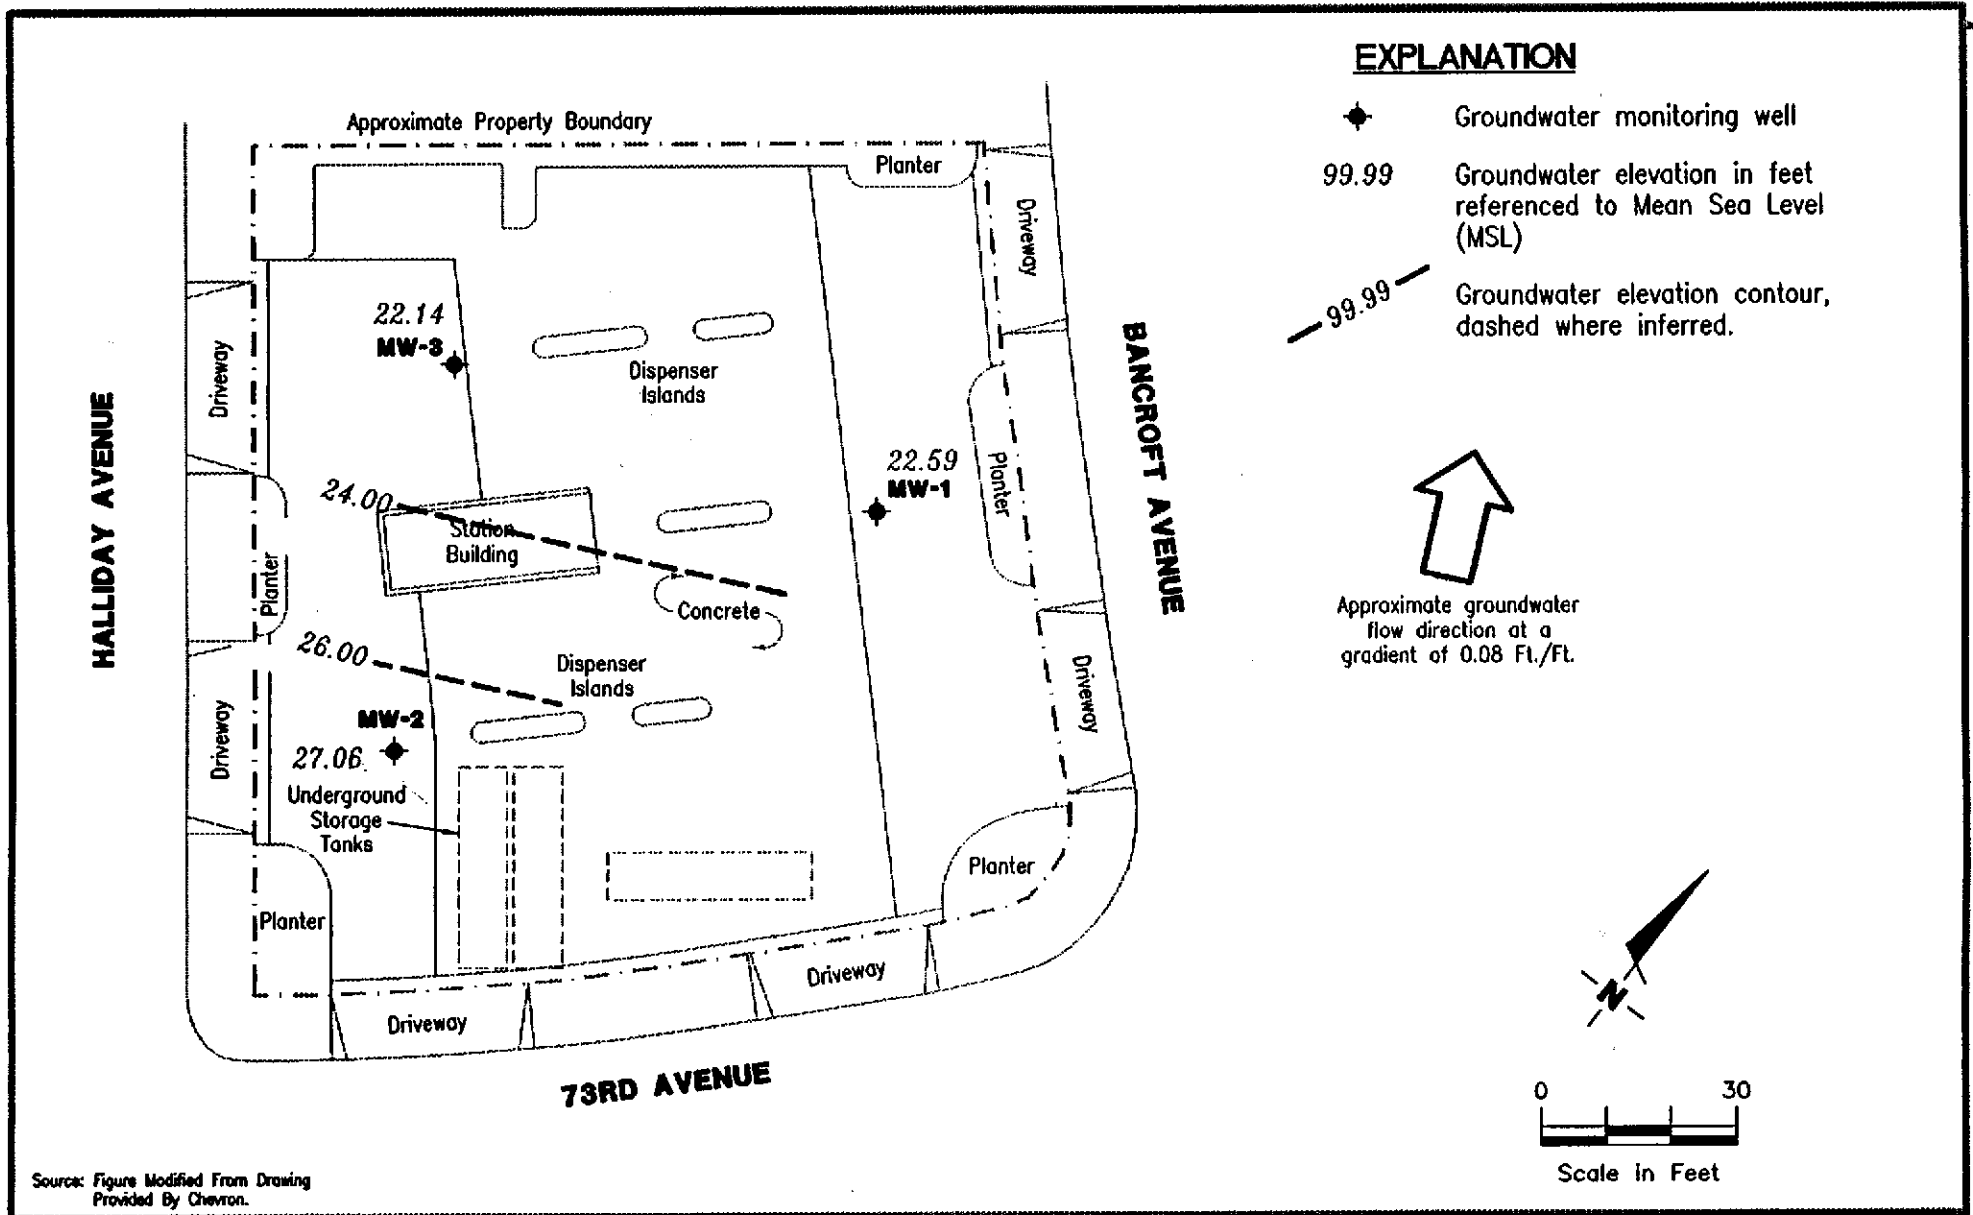 EXPLANATION
Groundwater monitoring well
99.99
Groundwater elevation in feet
referenced to Mean Sea Level
(MSL)
99.99
Groundwater elevation contour,
dashed where inferred.
Approximate Property Boundary
Planter
Driveway
22.14
MW-3
Dispenser
Islands
Driveway
HALLIDAY AVENUE
BANCROFT AVENUE
22.59
MW-1
Planter
24.00
Station
Building
Planter
Concrete
Approximate groundwater
flow direction at a
gradient of 0.08 Ft./Ft.
26.00
Dispenser
Islands
Driveway
MW-2
27.06
Driveway
Underground
Storage
Tanks
Planter
Planter
Driveway
Driveway
73RD AVENUE
N
0 30
Scale in Feet
Source: Figure Modified From Drawing
Provided By Chevron.